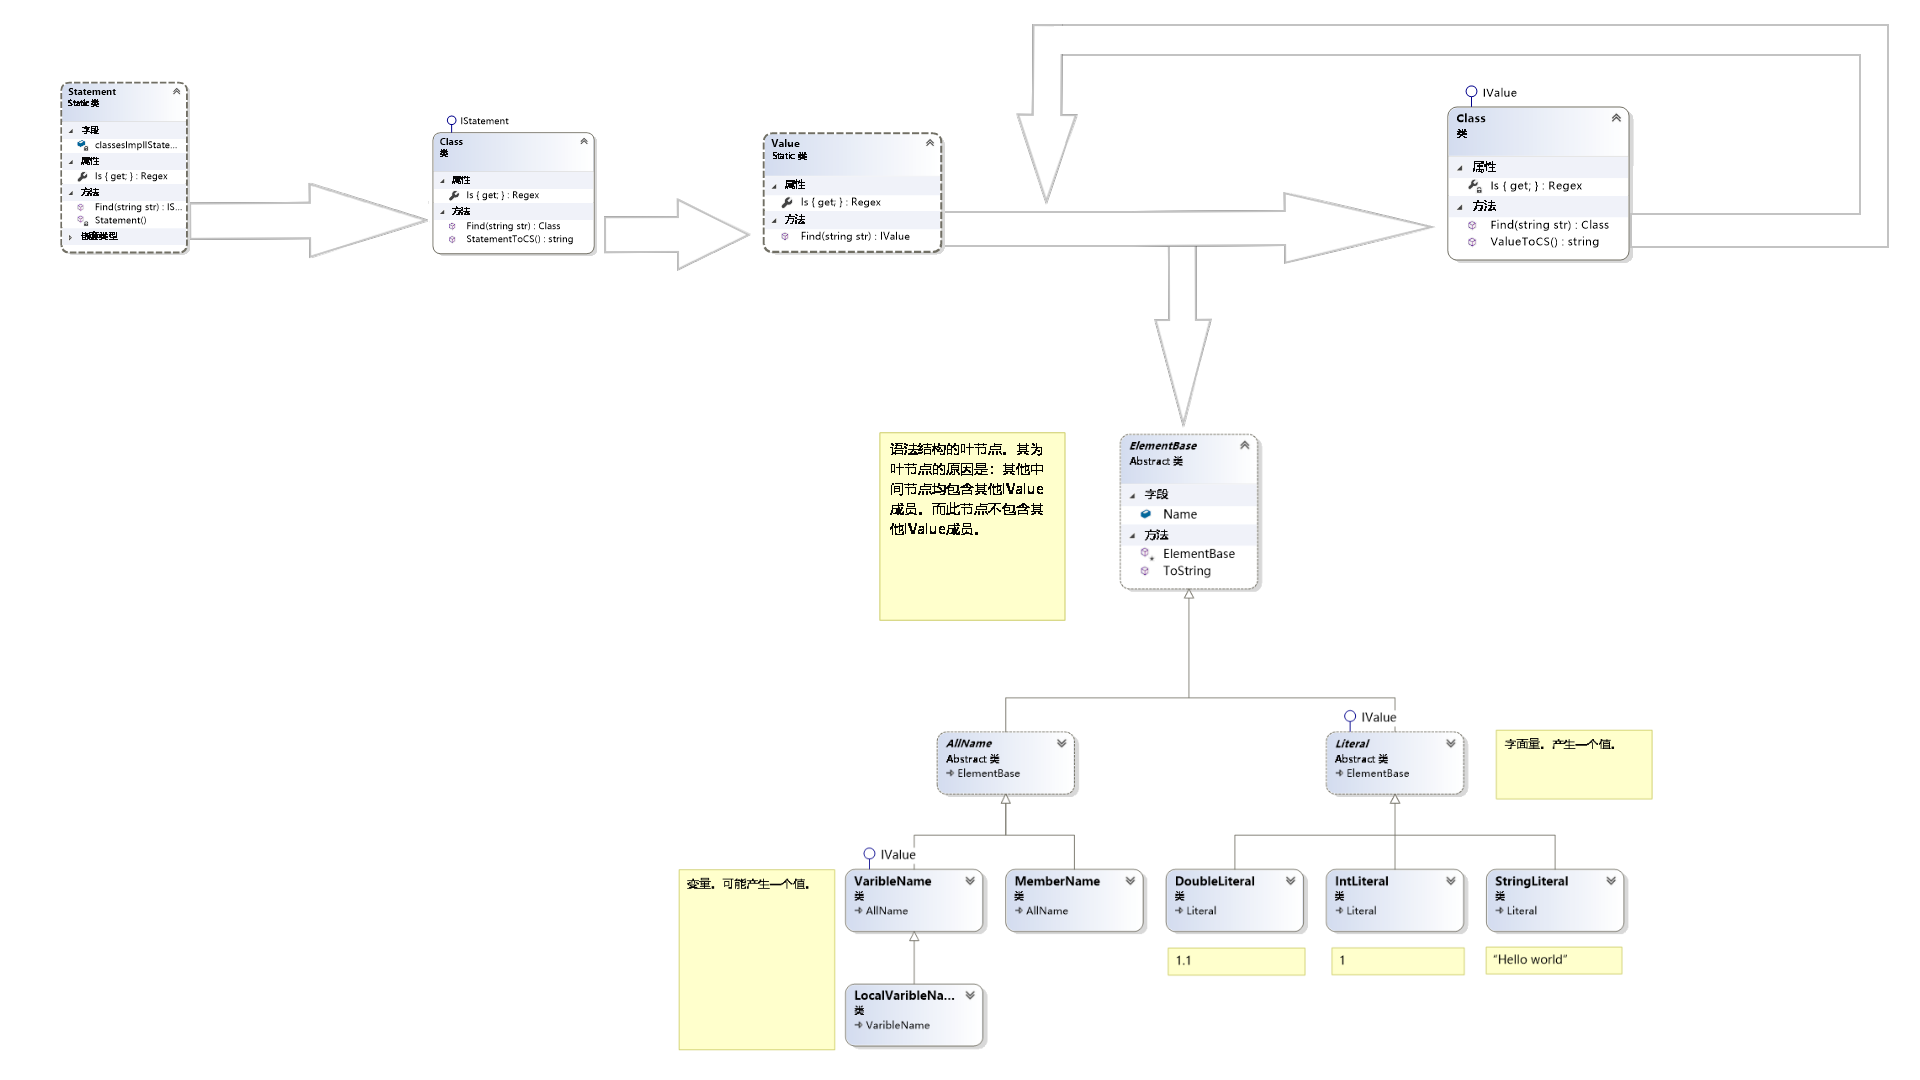 Statement
Static 类
字段
classesImplIState...
属性
Is { get; } : Regex
方法
Find(string str) : IS...
Statement()
嵌套类型
IStatement
Class
类
属性
Is { get; } : Regex
方法
Find(string str) : Class
StatementToCS() : string
Value
Static 类
属性
Is { get; } : Regex
方法
Find(string str) : IValue
IValue
Class
类
属性
Is { get; } : Regex
方法
Find(string str) : Class
ValueToCS() : string
语法结构的叶节点。其为
叶节点的原因是：其他中
间节点均包含其他IValue
成员。而此节点不包含其
他IValue成员。
ElementBase
Abstract 类
字段
Name
方法
ElementBase
ToString
AllName
Abstract 类
ElementBase
IValue
Literal
Abstract 类
ElementBase
字面量。产生一个值。
变量。可能产生一个值。
IValue
VaribleName
类
AllName
MemberName
类
AllName
DoubleLiteral
类
Literal
IntLiteral
类
Literal
StringLiteral
类
Literal
1.1
1
“Hello world”
LocalVaribleNa...
类
VaribleName